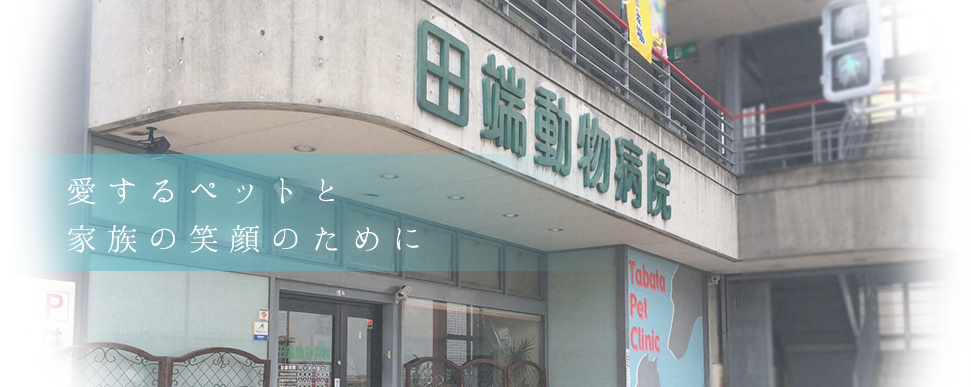 田端動物病院
愛するペットと
家族の笑顔のために
Tabata
Pet
Clinic
P